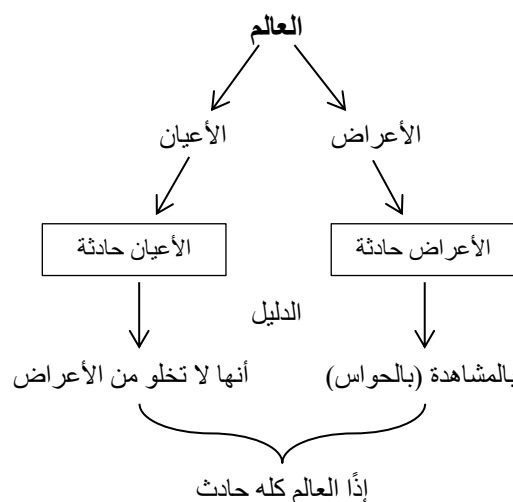 العالم
الأعراض الأعيان
الأعراض حادثة الأعيان حادثة
الدليل
بالمشاهدة (بالحواس) أنها لا تخلو من الأعراض
إذًا العالم كله حادث